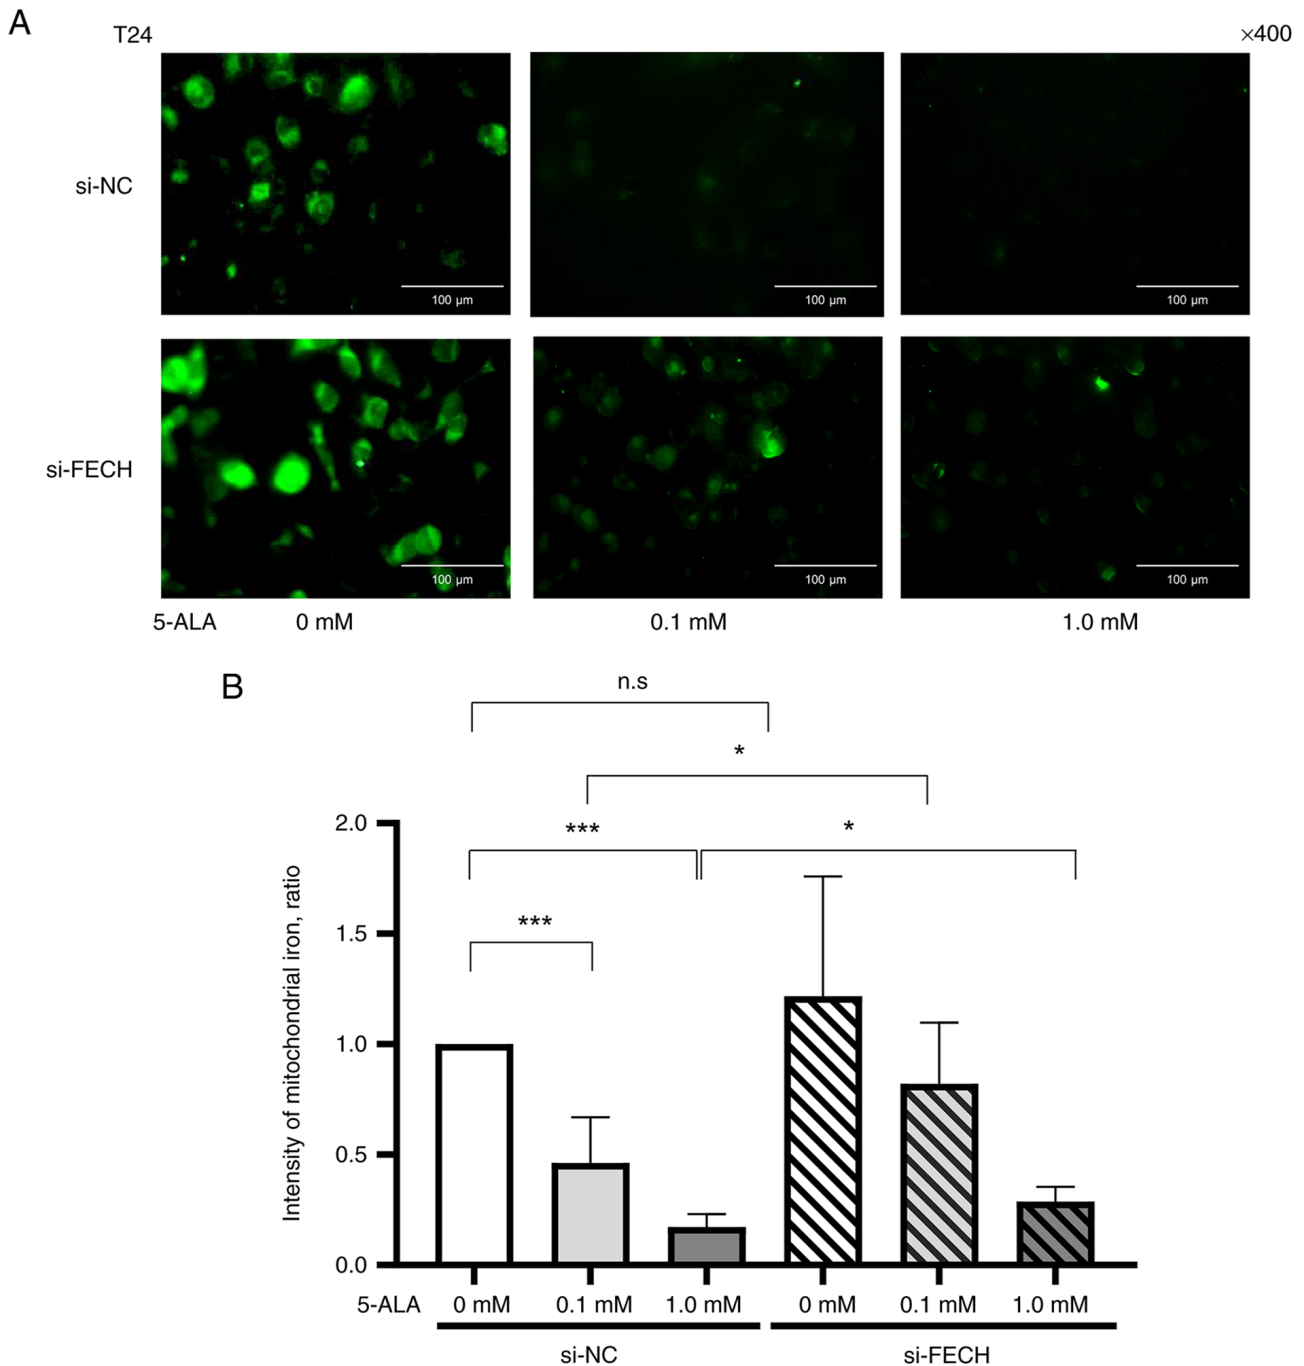 A
T24
×400
si-NC
100 µm
100 µm
100 µm
si-FECH
100 µm
100 µm
100 µm
5-ALA 0 mM 0.1 mM 1.0 mM
B
n.s
*
*** *
***
2.0
1.5
1.0
0.5
0.0
Intensity of mitochondrial iron, ratio
5-ALA 0 mM 0.1 mM 1.0 mM 0 mM 0.1 mM 1.0 mM
si-NC si-FECH